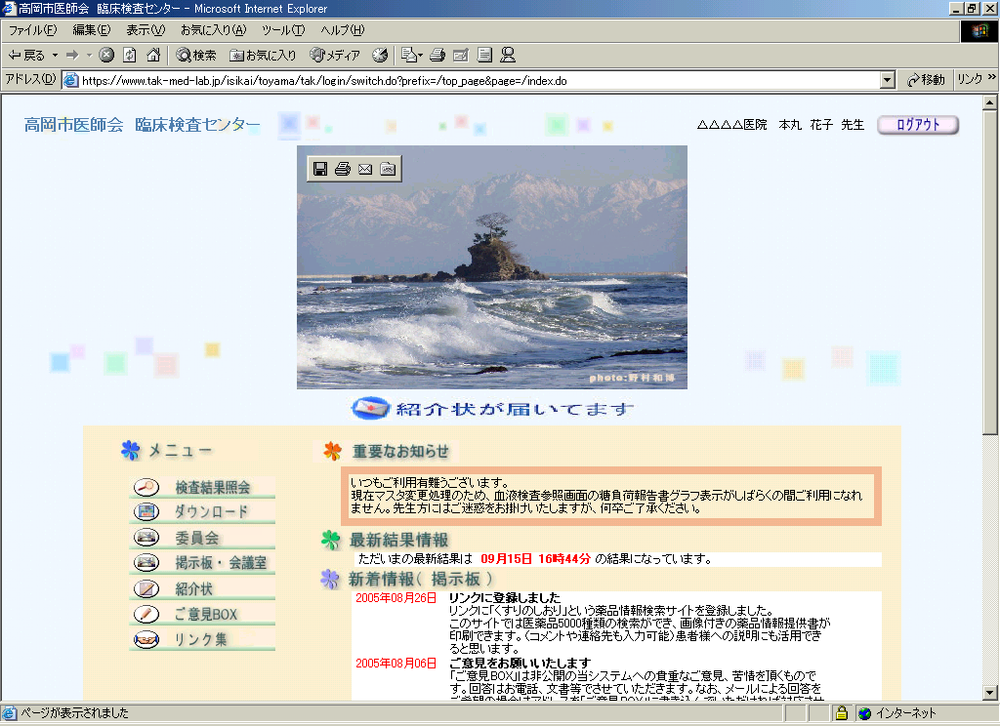 高岡市医師会 臨床検査センター - Microsoft Internet Explorer
ファイル(F) 編集(E) 表示(V) お気に入り(A) ツール(T) ヘルプ(H)
戻る 検索 お気に入り メディア
アドレス(D) https://www.tak-med-lab.jp/isikai/toyama/tak/login/switch.do?prefix=/top_page&page=/index.do 移動 リンク »
高岡市医師会 臨床検査センター
△△△△医院 本丸 花子 先生 ログアウト
photo:野村和博
紹介状が届いてます
メニュー
検査結果照会
ダウンロード
委員会
掲示板・会議室
紹介状
ご意見BOX
リンク集
重要なお知らせ
いつもご利用有難うございます。
現在マスタ変更処理のため、血液検査参照画面の糖負荷報告書グラフ表示がしばらくの間ご利用になれ
ません。先生方にはご迷惑をお掛けいたしますが、何卒ご了承ください。
最新結果情報
ただいまの最新結果は 09月15日 16時44分 の結果になっています。
新着情報( 掲示板 )
2005年08月26日 リンクに登録しました
リンクに「くすりのしおり」という薬品情報検索サイトを登録しました。
このサイトでは医薬品5000種類の検索ができ、画像付きの薬品情報提供書が
印刷できます。（コメントや連絡先も入力可能）患者様への説明にも活用でき
ると思います。
2005年08月06日 ご意見をお願いいたします
「ご意見BOX」は非公開の当システムへの貴重なご意見、苦情を頂くもので
す。回答はお電話、文書等でさせていただきます。なお、メールによる回答を
ページが表示されました インターネット